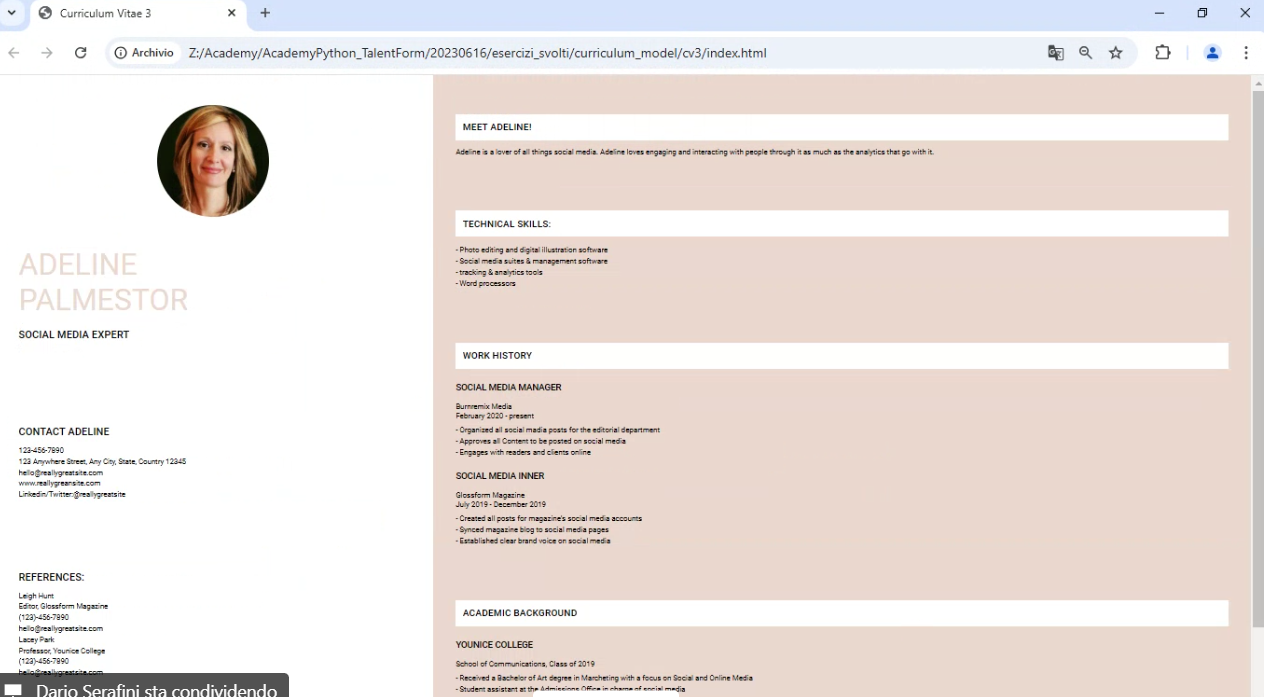 Curriculum Vitae 3
Archivio
Z:/Academy/AcademyPython_TalentForm/20230616/esercizi_svolti/curriculum_model/cv3/index.html
ADELINE
PALMESTOR
SOCIAL MEDIA EXPERT
CONTACT ADELINE
123-456-7890
123 Anywhere Street, Any City, State, Country 12345
hello@reallygreatsite.com
www.reallygreansite.com
Linkedin/Twitter:@reallygreatsite
REFERENCES:
Leigh Hunt
Editor, Glossform Magazine
(123)-456-7890
hello@reallygreatsite.com
Lacey Park
Professor, Younice College
(123)-456-7890
hello@reallygreatsite.com
Dario Serafini sta condividendo
MEET ADELINE!
Adeline is a lover of all things social media. Adeline loves engaging and interacting with people through it as much as the analytics that go with it.
TECHNICAL SKILLS:
- Photo editing and digital illustration software
- Social media suites & management software
- tracking & analytics tools
- Word processors
WORK HISTORY
SOCIAL MEDIA MANAGER
Burnremix Media
February 2020 - present
- Organized all social madia posts for the editorial department
- Approves all Content to be posted on social media
- Engages with readers and clients online
SOCIAL MEDIA INNER
Glossform Magazine
July 2019 - December 2019
- Created all posts for magazine's social media accounts
- Synced magazine blog to social media pages
- Established clear brand voice on social media
ACADEMIC BACKGROUND
YOUNICE COLLEGE
School of Communications, Class of 2019
- Received a Bachelor of Art degree in Marcheting with a focus on Social and Online Media
- Student assistant at the Admissions Office in charge of social media